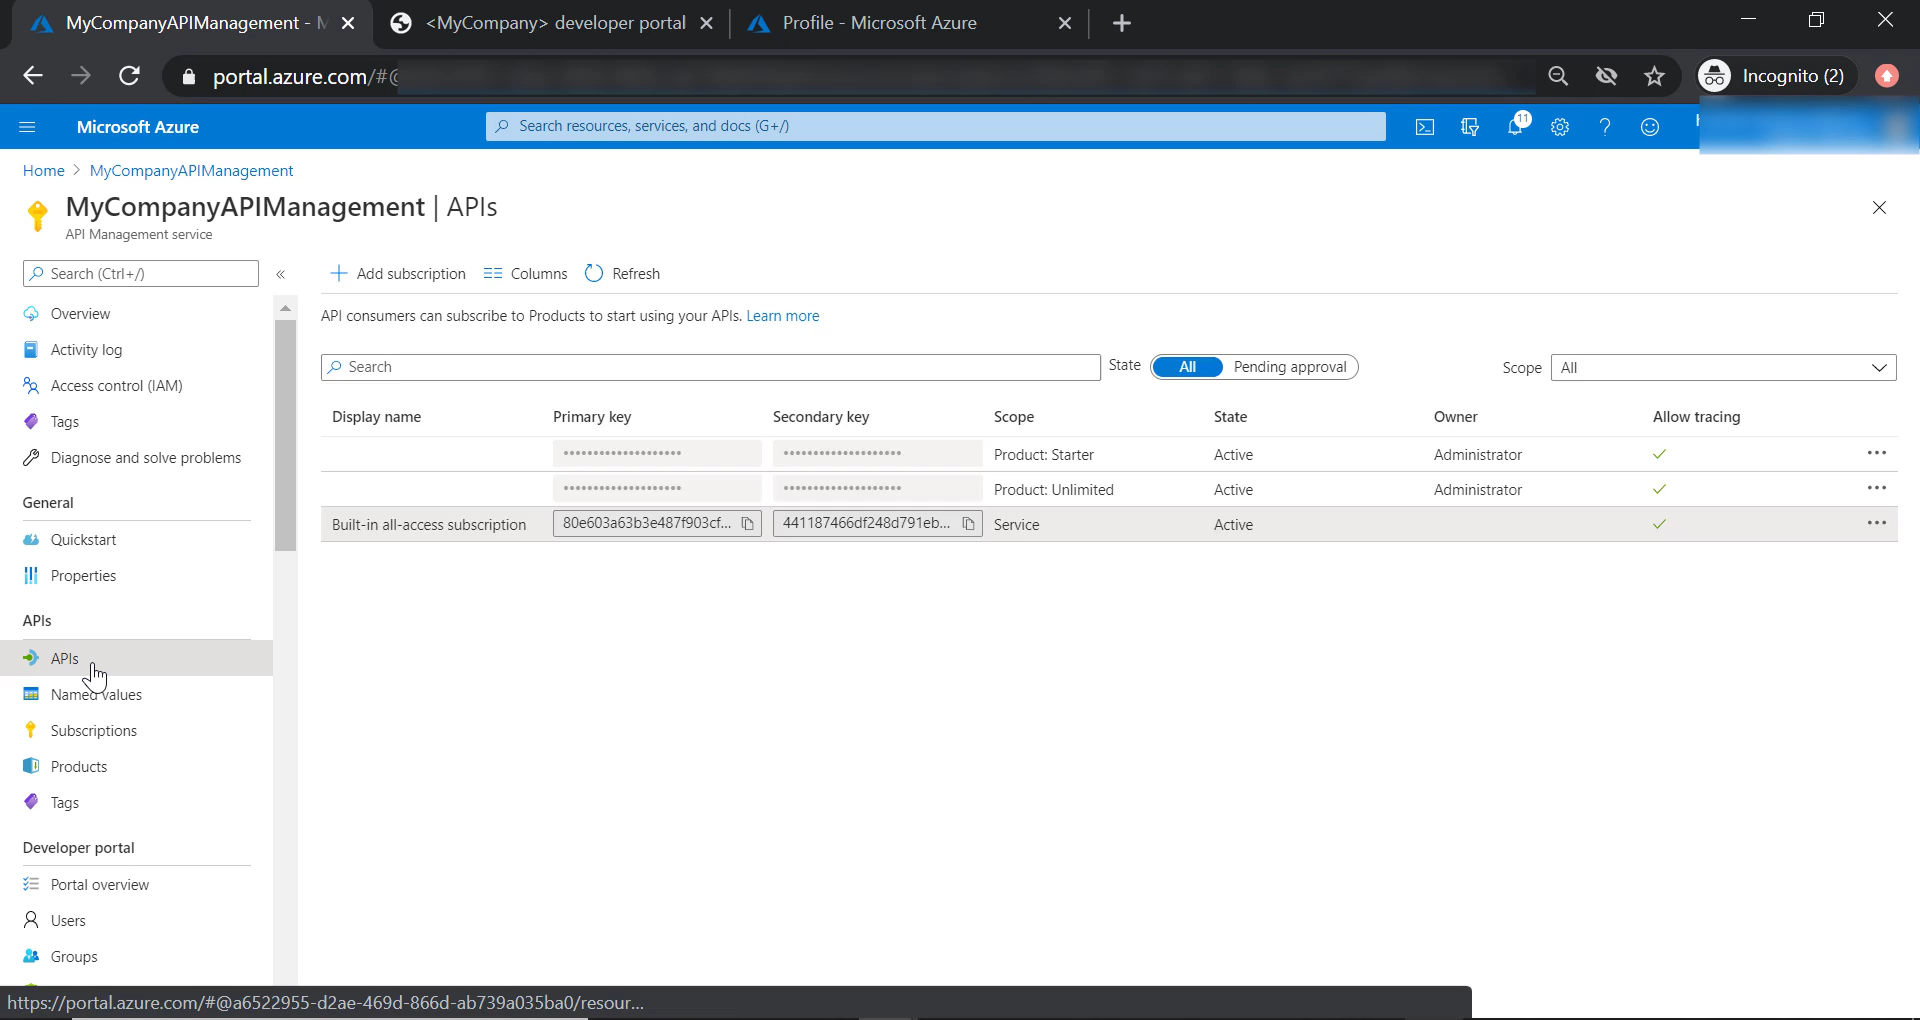 MyCompanyAPIManagement - M
<MyCompany> developer portal
Profile - Microsoft Azure
portal.azure.com/#@
Incognito (2)
Microsoft Azure
Search resources, services, and docs (G+/)
11
Home > MyCompanyAPIManagement
MyCompanyAPIManagement | APIs
API Management service
Search (Ctrl+/)
«
Add subscription
Columns
Refresh
Overview
Activity log
Access control (IAM)
Tags
Diagnose and solve problems
General
Quickstart
Properties
APIs
APIs
Named values
Subscriptions
Products
Tags
Developer portal
Portal overview
Users
Groups
API consumers can subscribe to Products to start using your APIs. Learn more
Search
State All Pending approval
Scope All
Display name Primary key Secondary key Scope State Owner Allow tracing
•••••••••••••••••••• •••••••••••••••••••• Product: Starter Active Administrator ✓ ···
•••••••••••••••••••• •••••••••••••••••••• Product: Unlimited Active Administrator ✓ ···
Built-in all-access subscription 80e603a63b3e487f903cf... 441187466df248d791eb... Service Active ✓ ···
https://portal.azure.com/#@a6522955-d2ae-469d-866d-ab739a035ba0/resour...